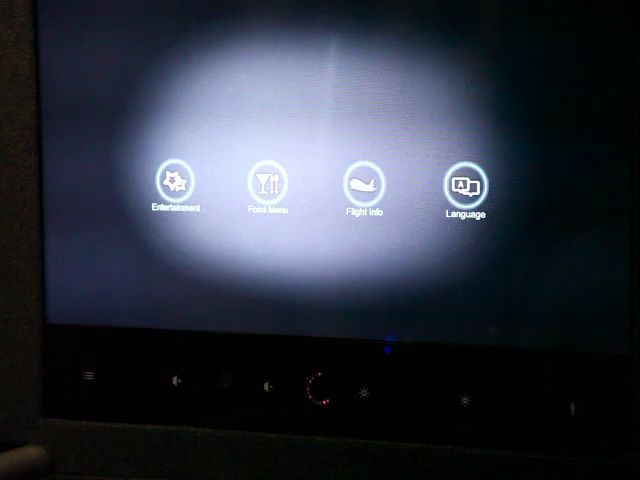 Entertainment
Food Menu
Flight Info
A
Language